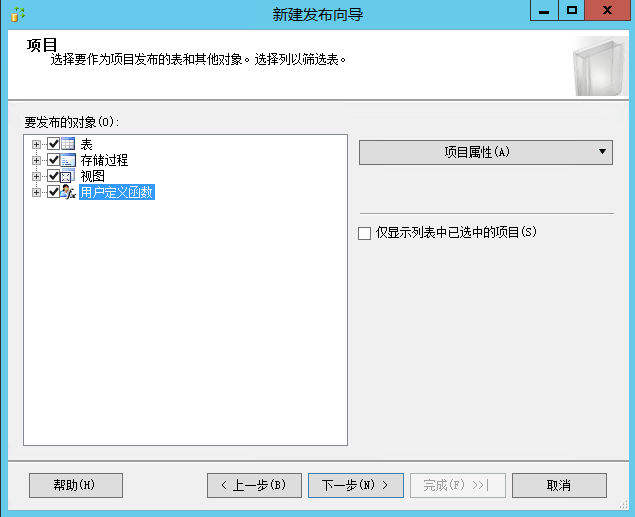 新建发布向导
项目
选择要作为项目发布的表和其他对象。选择列以筛选表。
要发布的对象(O):
表
存储过程
视图
用户定义函数
项目属性(A)
仅显示列表中已选中的项目(S)
帮助(H)
< 上一步(B)
下一步(N) >
完成(F) >>|
取消